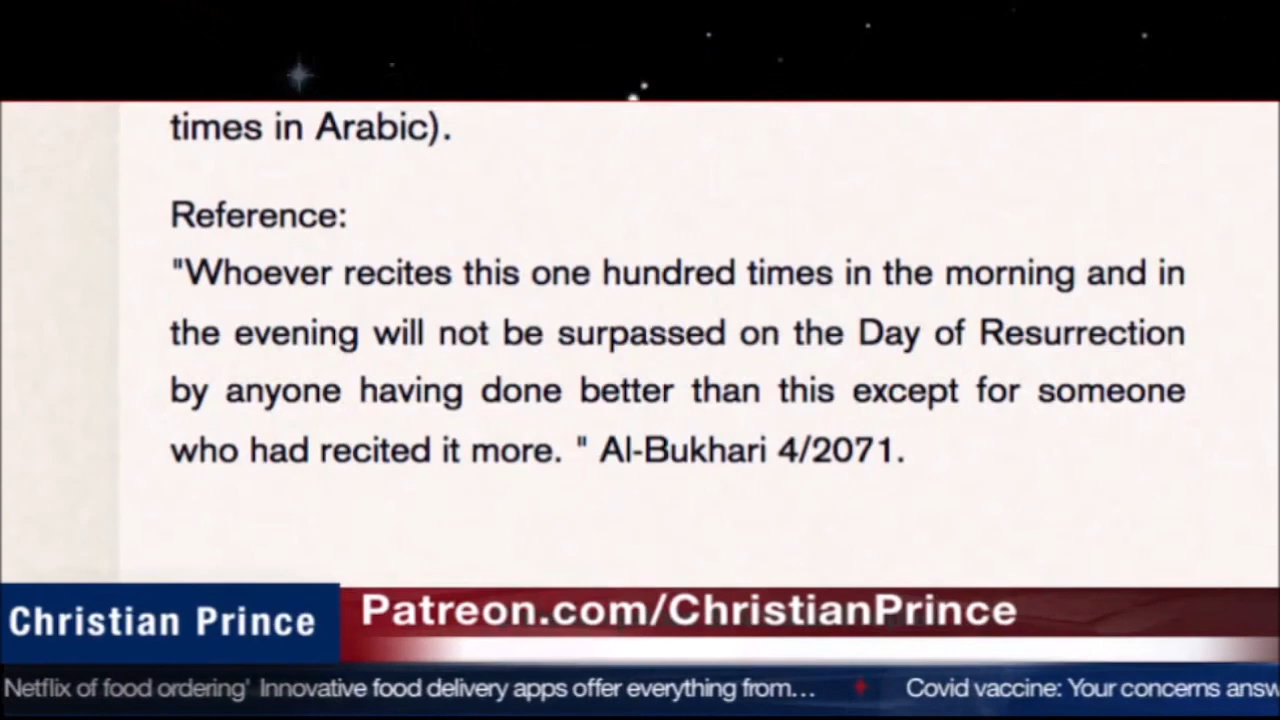 times in Arabic).
Reference:
"Whoever recites this one hundred times in the morning and in
the evening will not be surpassed on the Day of Resurrection
by anyone having done better than this except for someone
who had recited it more. " Al-Bukhari 4/2071.
Christian Prince
Patreon.com/ChristianPrince
Netflix of food ordering' Innovative food delivery apps offer everything from... Covid vaccine: Your concerns answ